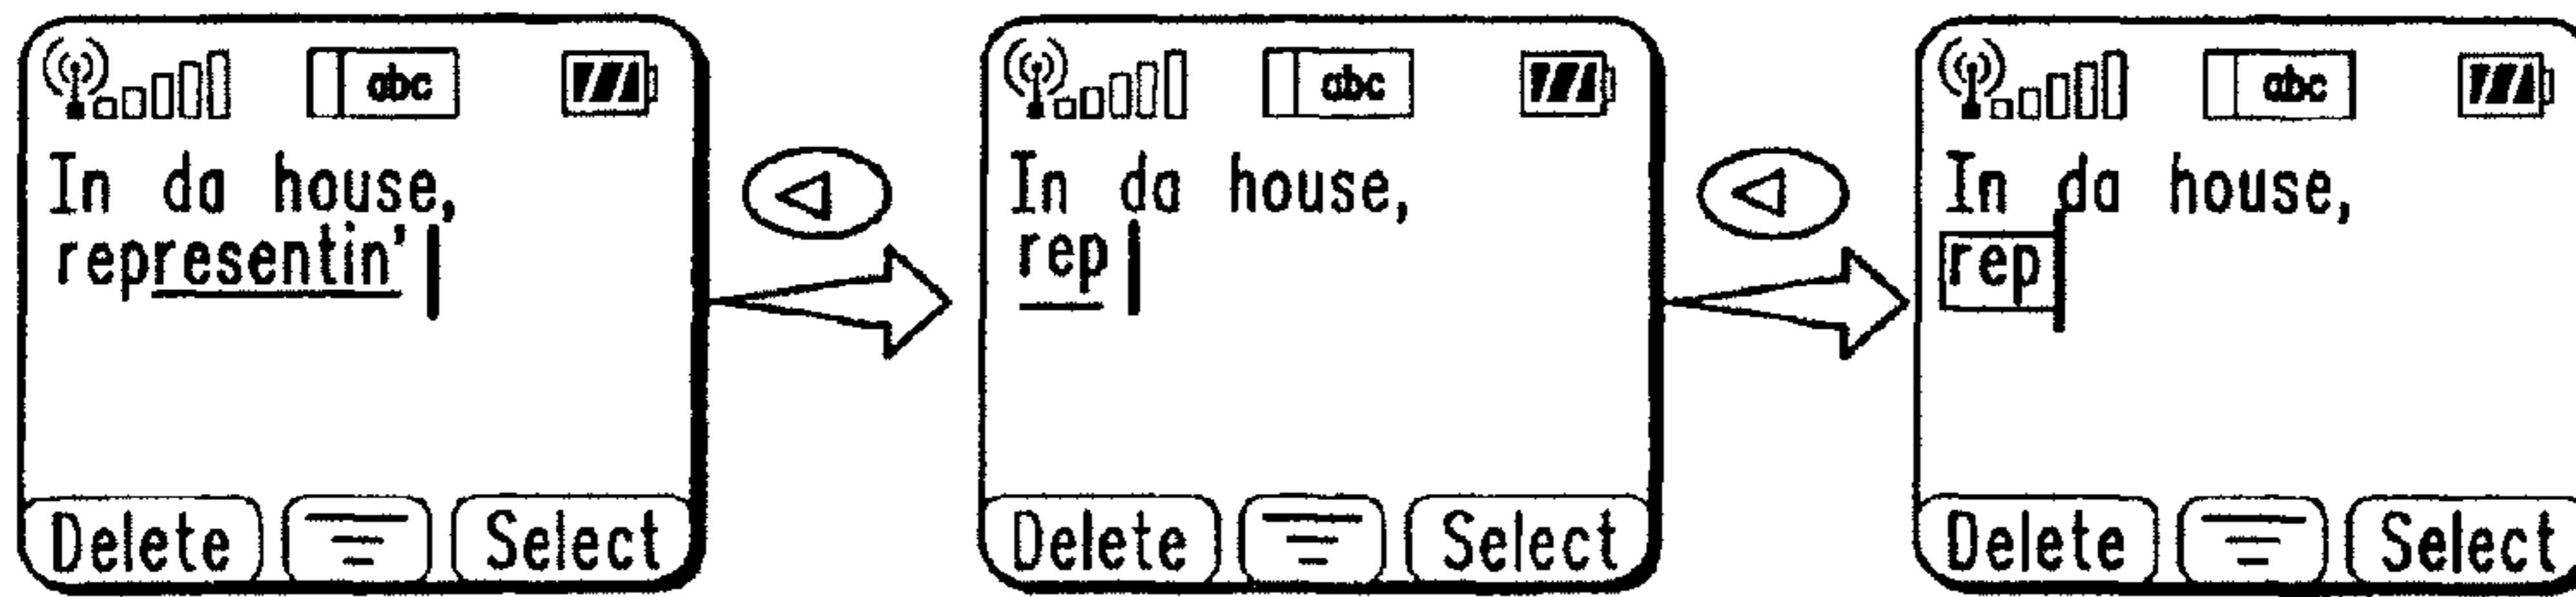 abc
In da house,
representin'
Delete Select
abc
In da house,
rep
Delete Select
abc
In da house,
rep
Delete Select